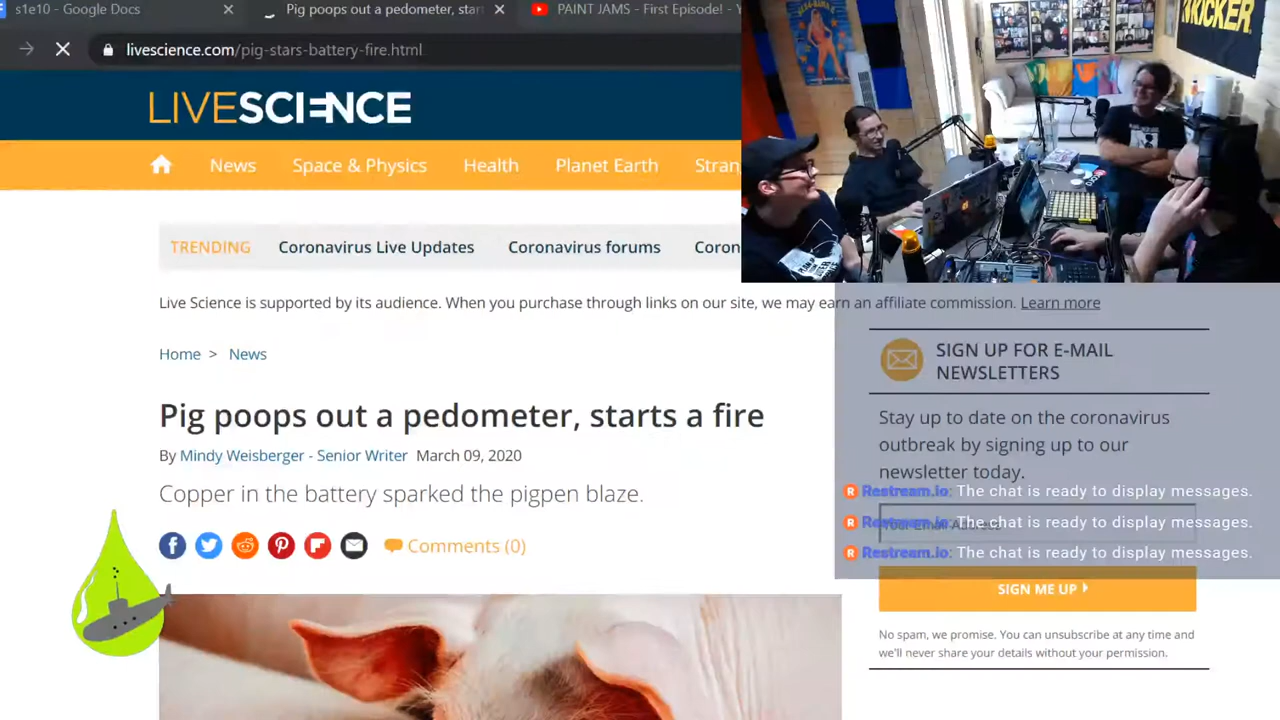 s1e10 - Google Docs
Pig poops out a pedometer, star
PAINT JAMS - First Episode! - Y
livescience.com/pig-stars-battery-fire.html
LIVESCIENCE
News
Space & Physics
Health
Planet Earth
Stran
KICKER
TRENDING
Coronavirus Live Updates
Coronavirus forums
Coron
Live Science is supported by its audience. When you purchase through links on our site, we may earn an affiliate commission. Learn more
Home > News
SIGN UP FOR E-MAIL
NEWSLETTERS
Pig poops out a pedometer, starts a fire
By Mindy Weisberger - Senior Writer March 09, 2020
Copper in the battery sparked the pigpen blaze.
Comments (0)
Stay up to date on the coronavirus
outbreak by signing up to our
newsletter today.
Restream.io: The chat is ready to display messages.
Restream.io: The chat is ready to display messages.
Your Email Address
Restream.io: The chat is ready to display messages.
SIGN ME UP
No spam, we promise. You can unsubscribe at any time and
we'll never share your details without your permission.